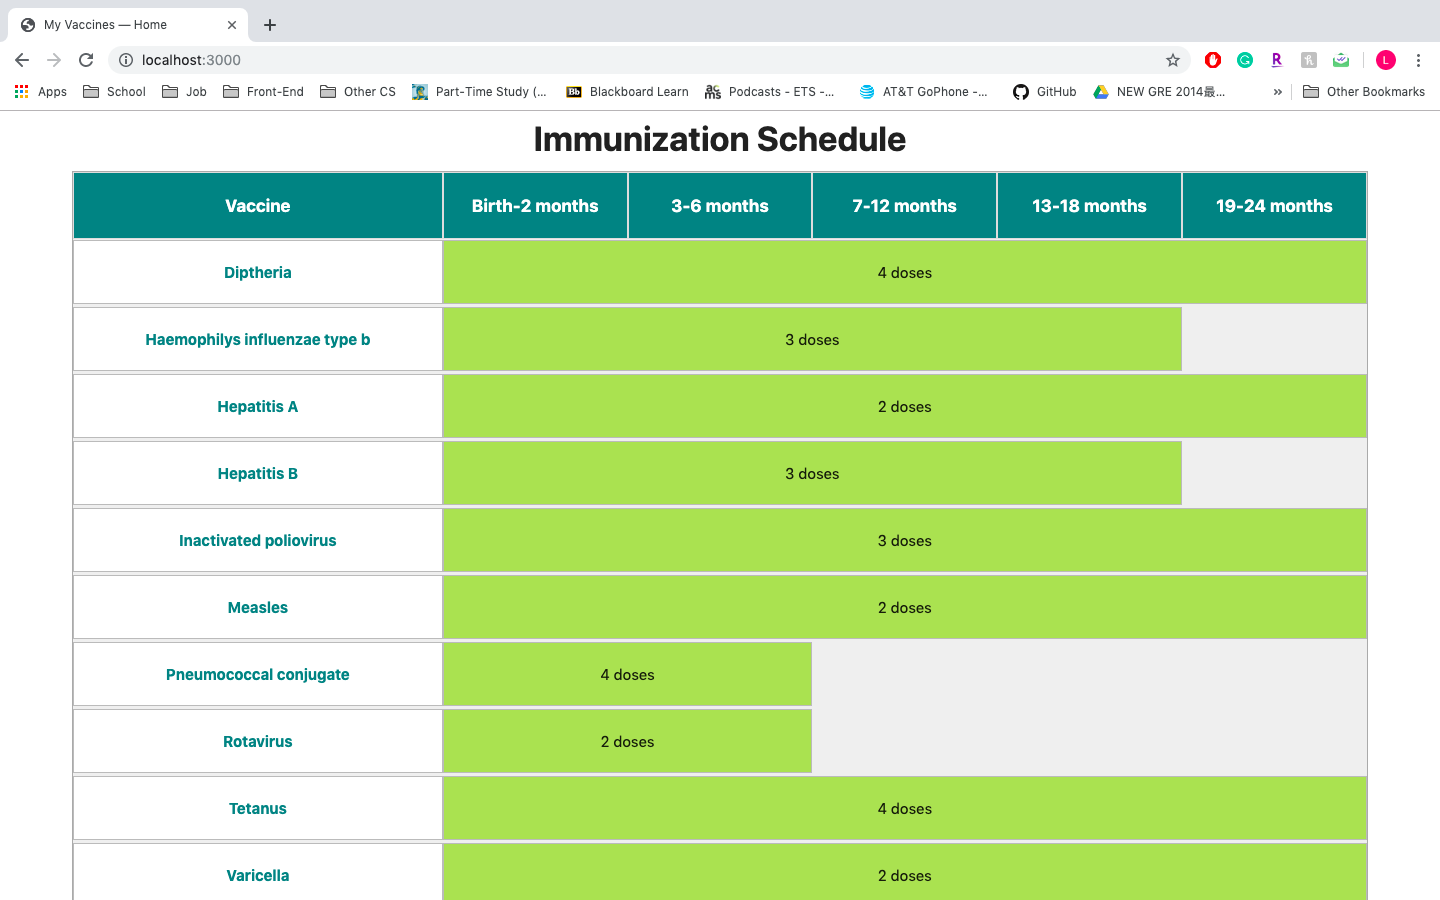 My Vaccines — Home
localhost:3000
L
Apps School Job Front-End Other CS Part-Time Study (... Bb Blackboard Learn Podcasts - ETS -... AT&T GoPhone -... GitHub NEW GRE 2014最... » Other Bookmarks
Immunization Schedule
Vaccine Birth-2 months 3-6 months 7-12 months 13-18 months 19-24 months
Diptheria 4 doses
Haemophilys influenzae type b 3 doses
Hepatitis A 2 doses
Hepatitis B 3 doses
Inactivated poliovirus 3 doses
Measles 2 doses
Pneumococcal conjugate 4 doses
Rotavirus 2 doses
Tetanus 4 doses
Varicella 2 doses